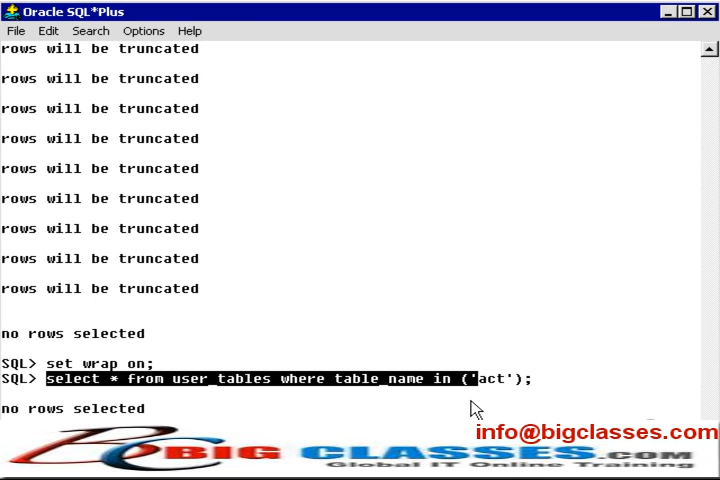 Oracle SQL*Plus
File Edit Search Options Help
rows will be truncated
rows will be truncated
rows will be truncated
rows will be truncated
rows will be truncated
rows will be truncated
rows will be truncated
rows will be truncated
rows will be truncated
no rows selected
SQL> set wrap on;
SQL> select * from user_tables where table_name in ('act');
no rows selected
info@bigclasses.com
BIG CLASSES.COM
Global IT Online Training